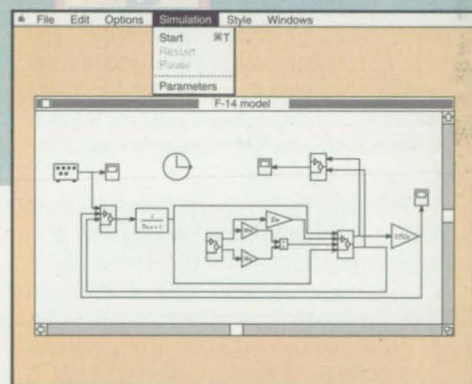 File Edit Options Simulation Style Windows
Start ⌘T
Restart
Pause
Parameters
F-14 model